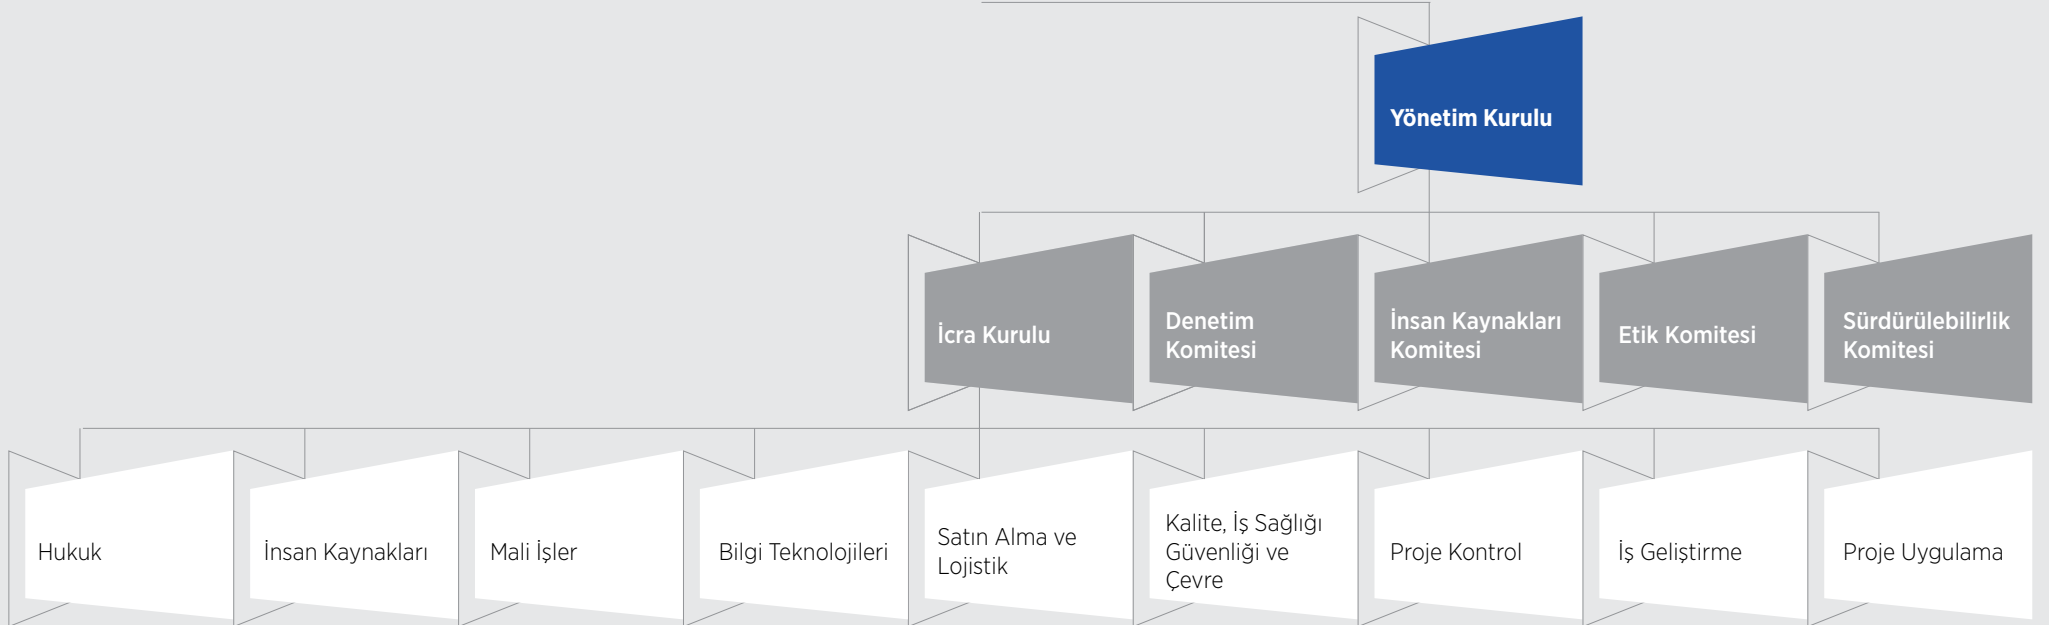 Yönetim Kurulu
İcra Kurulu
Denetim
Komitesi
İnsan Kaynakları
Komitesi
Etik Komitesi
Sürdürülebilirlik
Komitesi
Hukuk
İnsan Kaynakları
Mali İşler
Bilgi Teknolojileri
Satın Alma ve
Lojistik
Kalite, İş Sağlığı
Güvenliği ve
Çevre
Proje Kontrol
İş Geliştirme
Proje Uygulama